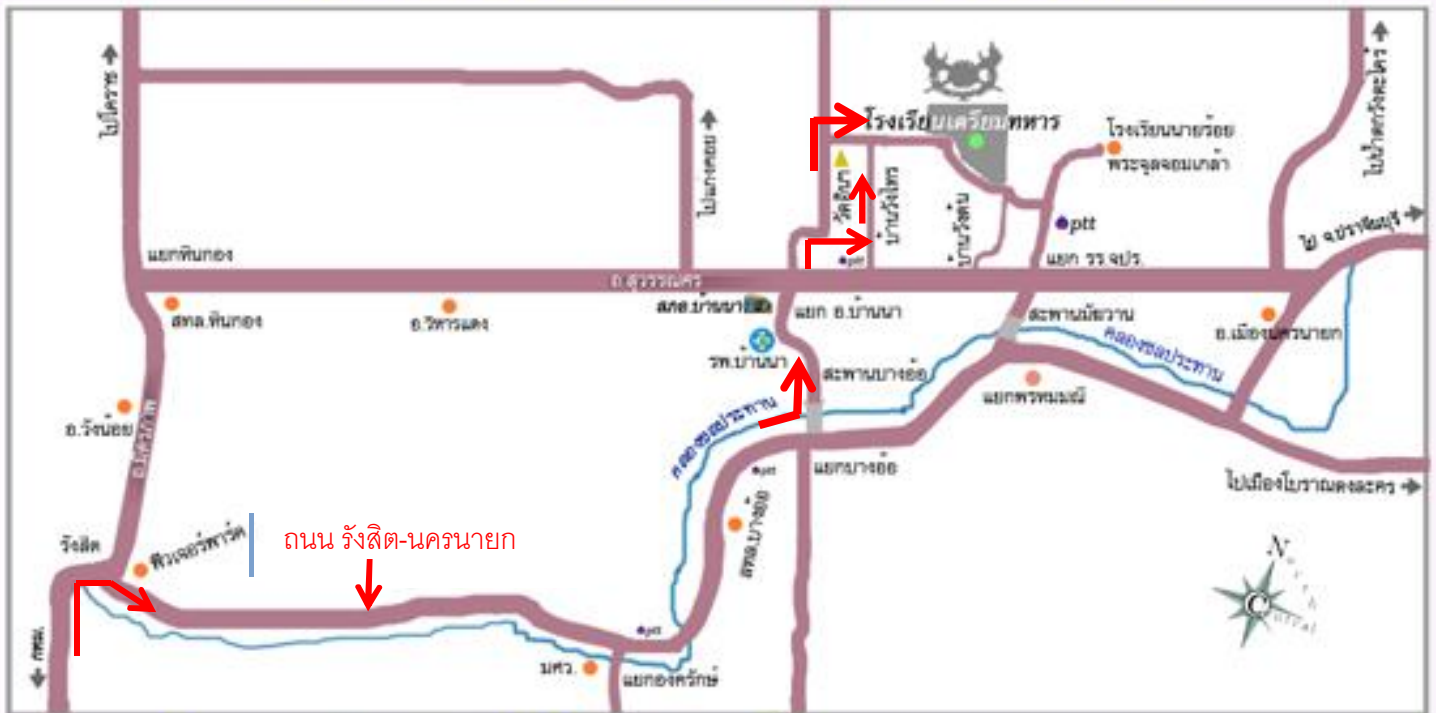 ไปโคราช
ไปแก่งคอย
โรงเรียนเตรียมทหาร
โรงเรียนนายร้อย
พระจุลจอมเกล้า
ไปน้ำตกวังตะไคร้
วัดอินฯ
บ้านวังไทร
บ้านวังต้น
ptt
ptt
ไป จ.ปราจีนบุรี
แยกหินกอง
ถ.สุวรรณศร
แยก รร.จปร.
สทล.หินกอง
อ.วิหารแดง
สภอ.บ้านนา
แยก อ.บ้านนา
สะพานมัฆวาน
อ.เมืองนครนายก
รพ.บ้านนา
สะพานบางอ้อ
คลองชลประทาน
แยกพรหมมณี
คลองชลประทาน
อ.วังน้อย
ptt
แยกบางอ้อ
ไปเมืองโบราณดงละคร
สทล.บางอ้อ
รังสิต
ฟิวเจอร์พาร์ค
ถนน รังสิต-นครนายก
North
C
entral
กทม.
ptt
มศว.
แยกองครักษ์